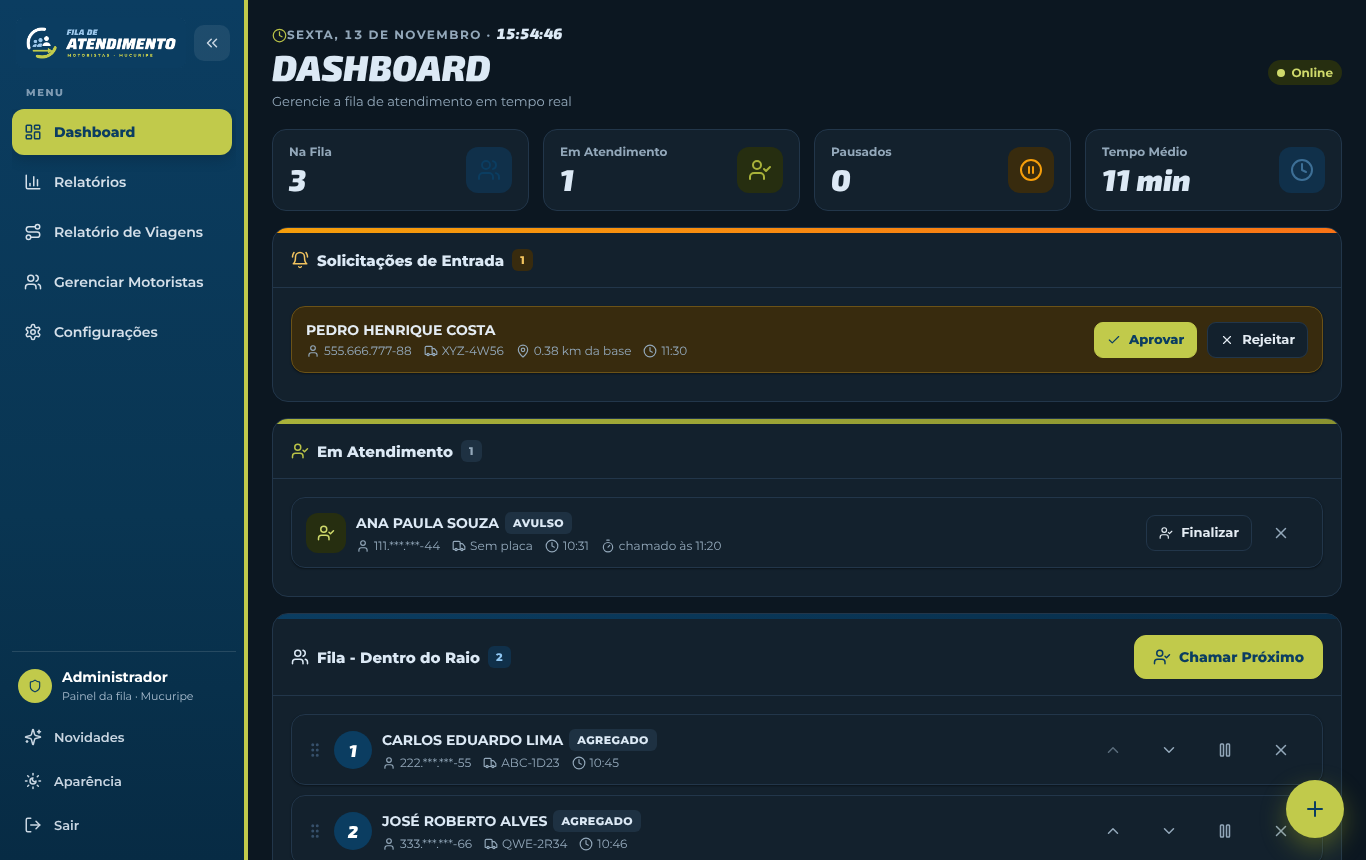 FILA DE
ATENDIMENTO
MOTORISTAS · MUCURIPE
MENU
Dashboard
Relatórios
Relatório de Viagens
Gerenciar Motoristas
Configurações
Administrador
Painel da fila · Mucuripe
Novidades
Aparência
Sair
SEXTA, 13 DE NOVEMBRO · 15:54:46
DASHBOARD
Gerencie a fila de atendimento em tempo real
Online
Na Fila
3
Em Atendimento
1
Pausados
0
Tempo Médio
11 min
Solicitações de Entrada 1
PEDRO HENRIQUE COSTA
555.666.777-88 XYZ-4W56 0.38 km da base 11:30
Aprovar
Rejeitar
Em Atendimento 1
ANA PAULA SOUZA AVULSO
111.***.***-44 Sem placa 10:31 chamado às 11:20
Finalizar
Fila - Dentro do Raio 2
Chamar Próximo
1
CARLOS EDUARDO LIMA AGREGADO
222.***.***-55 ABC-1D23 10:45
2
JOSÉ ROBERTO ALVES AGREGADO
333.***.***-66 QWE-2R34 10:46